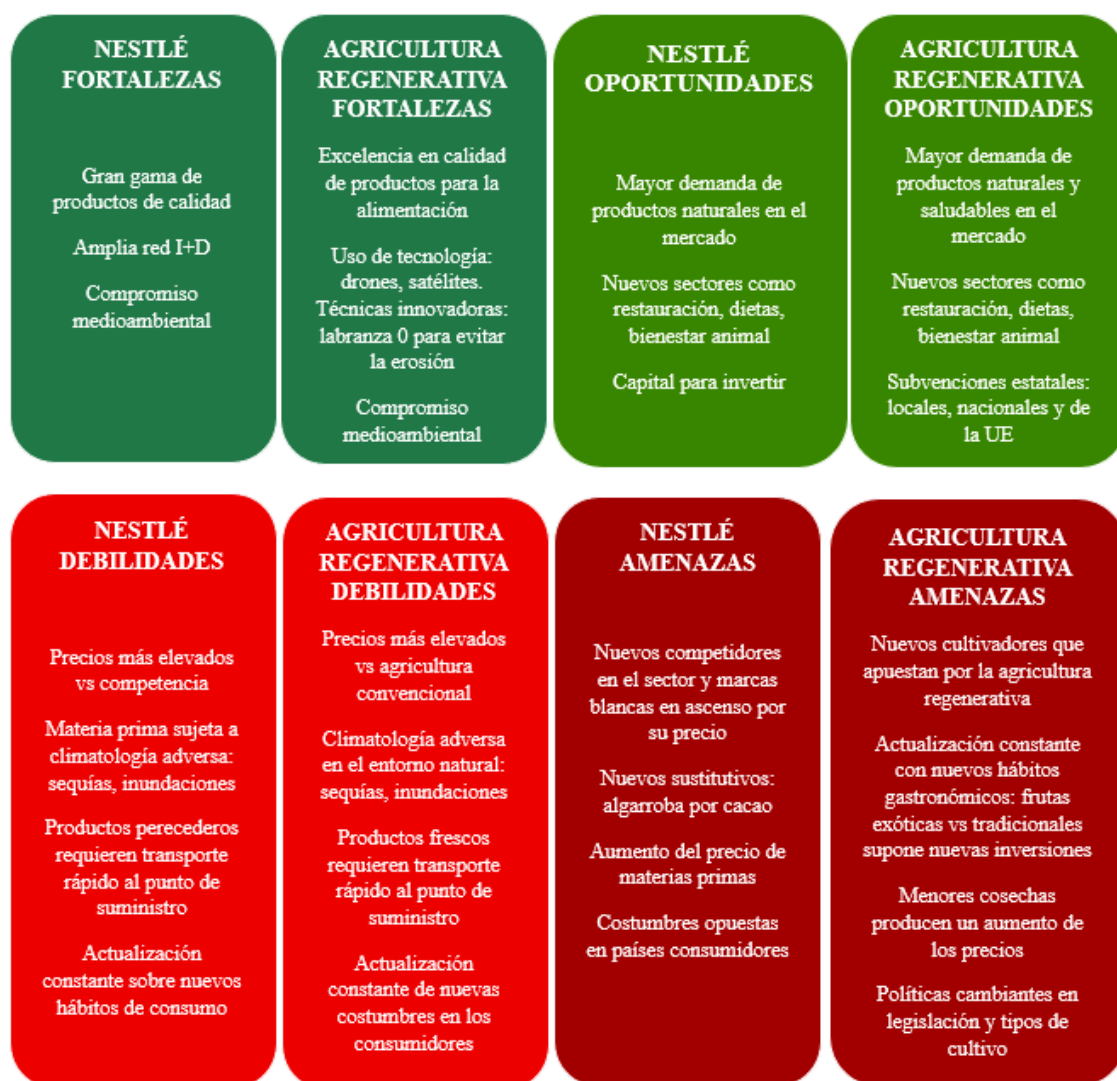 NESTLÉ
FORTALEZAS
Gran gama de
productos de calidad
Amplia red I+D
Compromiso
medioambiental
AGRICULTURA
REGENERATIVA
FORTALEZAS
Excelencia en calidad
de productos para la
alimentación
Uso de tecnología:
drones, satélites.
Técnicas innovadoras:
labranza 0 para evitar
la erosión
Compromiso
medioambiental
NESTLÉ
OPORTUNIDADES
Mayor demanda de
productos naturales en el
mercado
Nuevos sectores como
restauración, dietas,
bienestar animal
Capital para invertir
AGRICULTURA
REGENERATIVA
OPORTUNIDADES
Mayor demanda de
productos naturales y
saludables en el
mercado
Nuevos sectores como
restauración, dietas,
bienestar animal
Subvenciones estatales:
locales, nacionales y de
la UE
NESTLÉ
DEBILIDADES
Precios más elevados
vs competencia
Materia prima sujeta a
climatología adversa:
sequías, inundaciones
Productos perecederos
requieren transporte
rápido al punto de
suministro
Actualización
constante sobre nuevos
hábitos de consumo
AGRICULTURA
REGENERATIVA
DEBILIDADES
Precios más elevados
vs agricultura
convencional
Climatología adversa
en el entorno natural:
sequías, inundaciones
Productos frescos
requieren transporte
rápido al punto de
suministro
Actualización
constante de nuevas
costumbres en los
consumidores
NESTLÉ
AMENAZAS
Nuevos competidores
en el sector y marcas
blancas en ascenso por
su precio
Nuevos sustitutivos:
algarroba por cacao
Aumento del precio de
materias primas
Costumbres opuestas
en países consumidores
AGRICULTURA
REGENERATIVA
AMENAZAS
Nuevos cultivadores que
apuestan por la agricultura
regenerativa
Actualización constante
con nuevos hábitos
gastronómicos: frutas
exóticas vs tradicionales
supone nuevas inversiones
Menores cosechas
producen un aumento de
los precios
Políticas cambiantes en
legislación y tipos de
cultivo